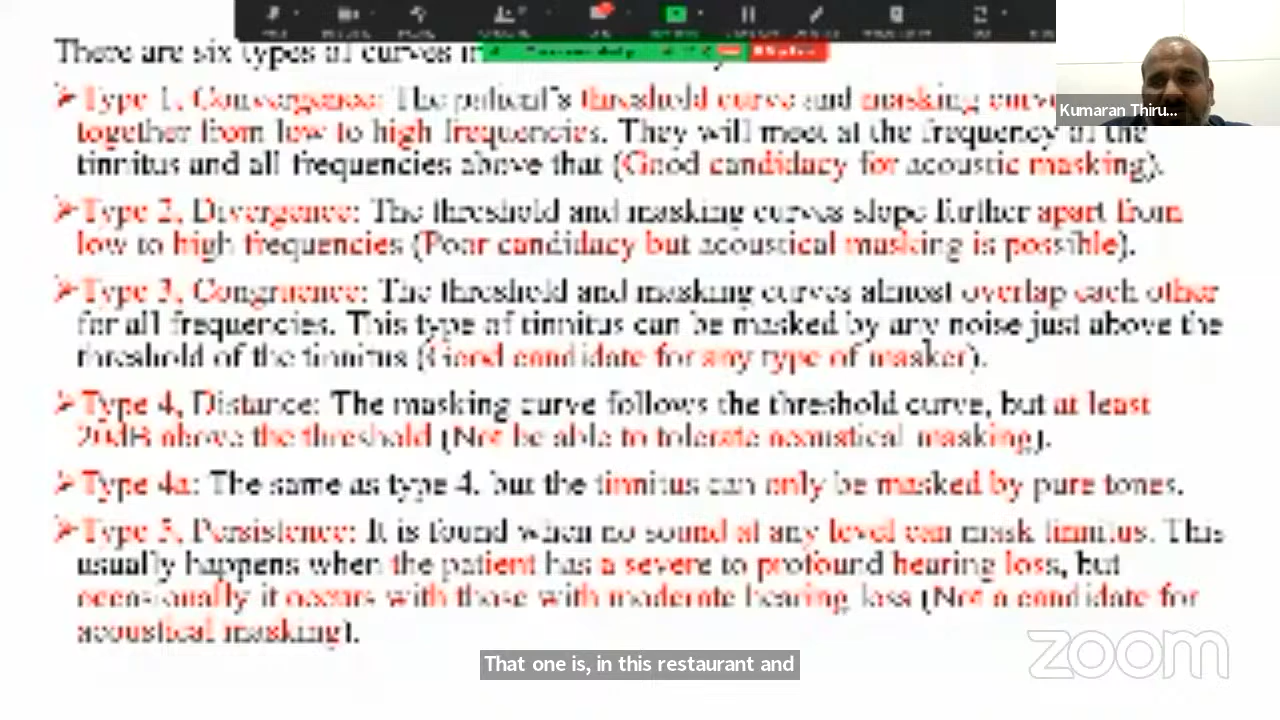 There are six types of curves in
➤Type 1, Convergence: The patient's threshold curve and masking curv
Kumaran Thiru...
together from low to high frequencies. They will meet at the frequency of the
tinnitus and all frequencies above that (Good candidacy for acoustic masking).
➤Type 2, Divergence: The threshold and masking curves slope further apart from
low to high frequencies (Poor candidacy but acoustical masking is possible).
➤Type 3, Congruence: The threshold and masking curves almost overlap each other
for all frequencies. This type of tinnitus can be masked by any noise just above the
threshold of the tinnitus (Good candidate for any type of masker).
➤Type 4, Distance: The masking curve follows the threshold curve, but at least
20dB above the threshold (Not be able to tolerate acoustical masking).
➤Type 4a: The same as type 4, but the tinnitus can only be masked by pure tones.
➤Type 5, Persistence: It is found when no sound at any level can mask tinnitus. This
usually happens when the patient has a severe to profound hearing loss, but
occasionally it occurs with those with moderate hearing loss (Not a candidate for
acoustical masking).
zoom
That one is, in this restaurant and